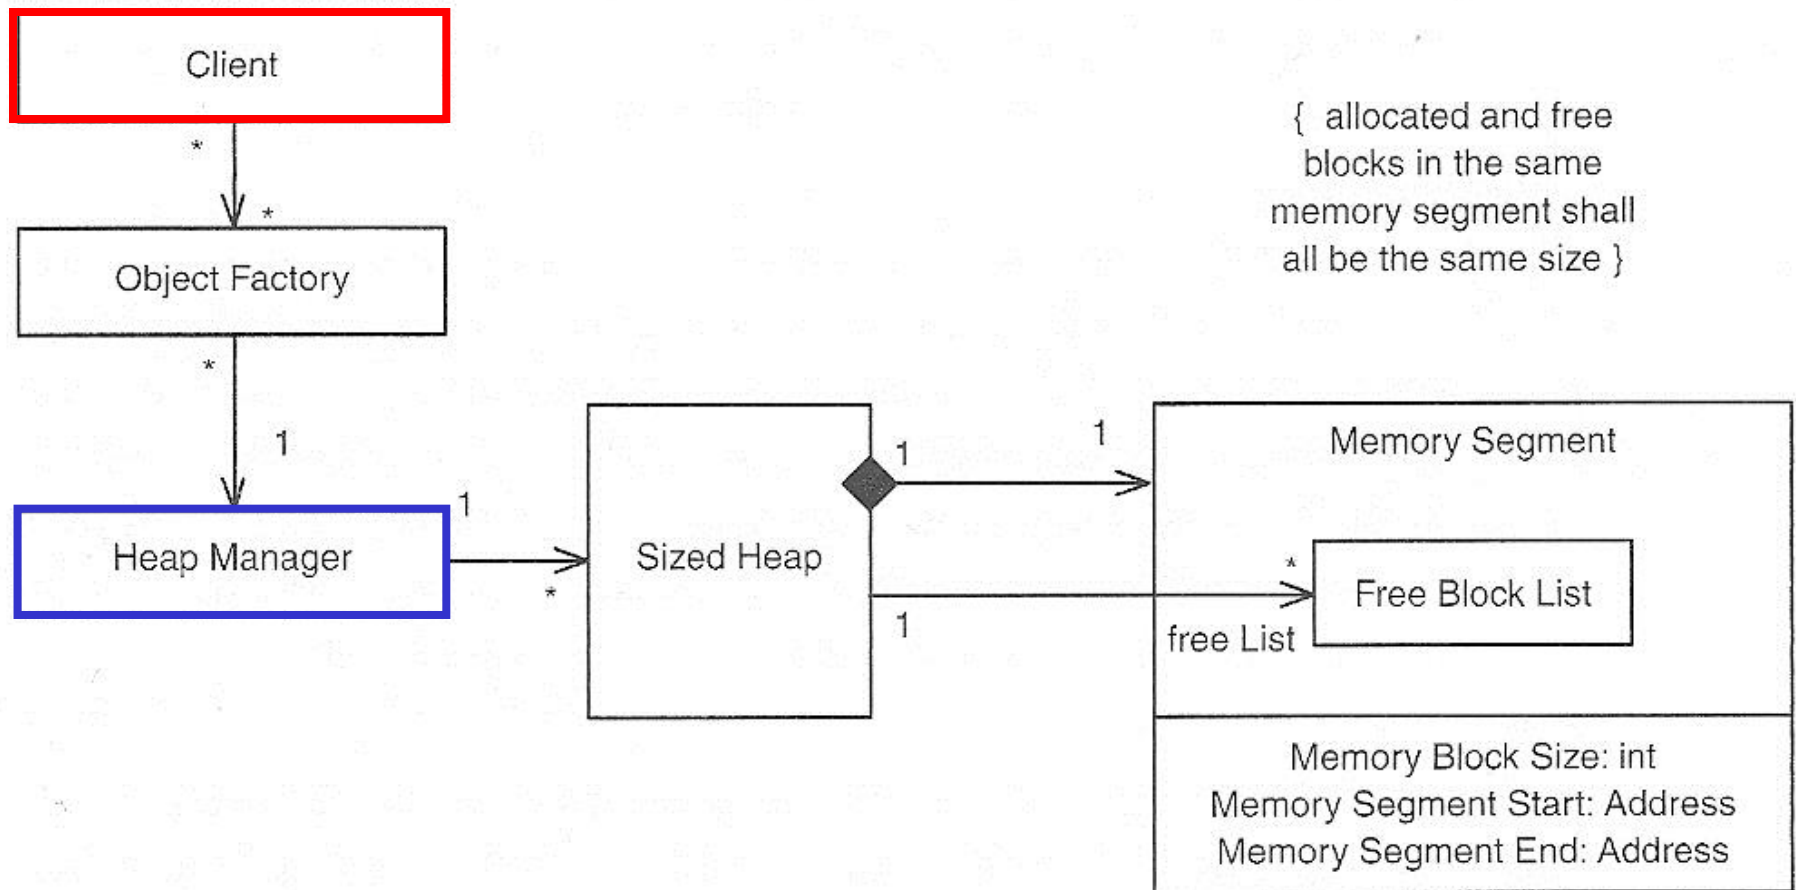 Client
*
*
Object Factory
*
1
Heap Manager
1
*
Sized Heap
1
1
1
*
free List
{ allocated and free
blocks in the same
memory segment shall
all be the same size }
Memory Segment
Free Block List
Memory Block Size: int
Memory Segment Start: Address
Memory Segment End: Address